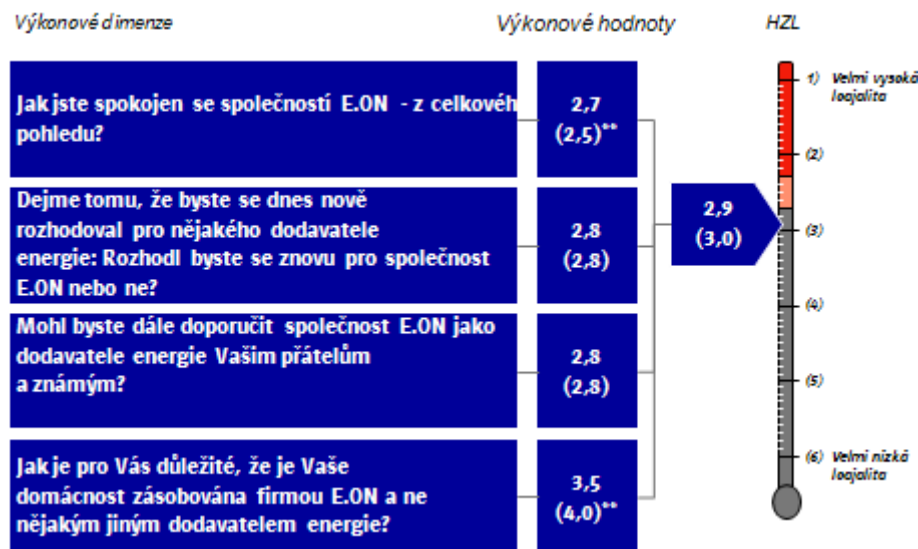 Výkonové dimenze
Výkonové hodnoty
HZL
Jak jste spokojen se společností E.ON - z celkového
pohledu?
2,7
(2,5)**
Dejme tomu, že byste se dnes nově
rozhodoval pro nějakého dodavatele
energie: Rozhodl byste se znovu pro společnost
E.ON nebo ne?
2,8
(2,8)
Mohl byste dále doporučit společnost E.ON jako
dodavatele energie Vašim přátelům
a známým?
2,8
(2,8)
Jak je pro Vás důležité, že je Vaše
domácnost zásobována firmou E.ON a ne
nějakým jiným dodavatelem energie?
3,5
(4,0)**
2,9
(3,0)
1) Velmi vysoká
loajalita
(2)
(3)
(4)
(5)
(6) Velmi nízká
loajalita